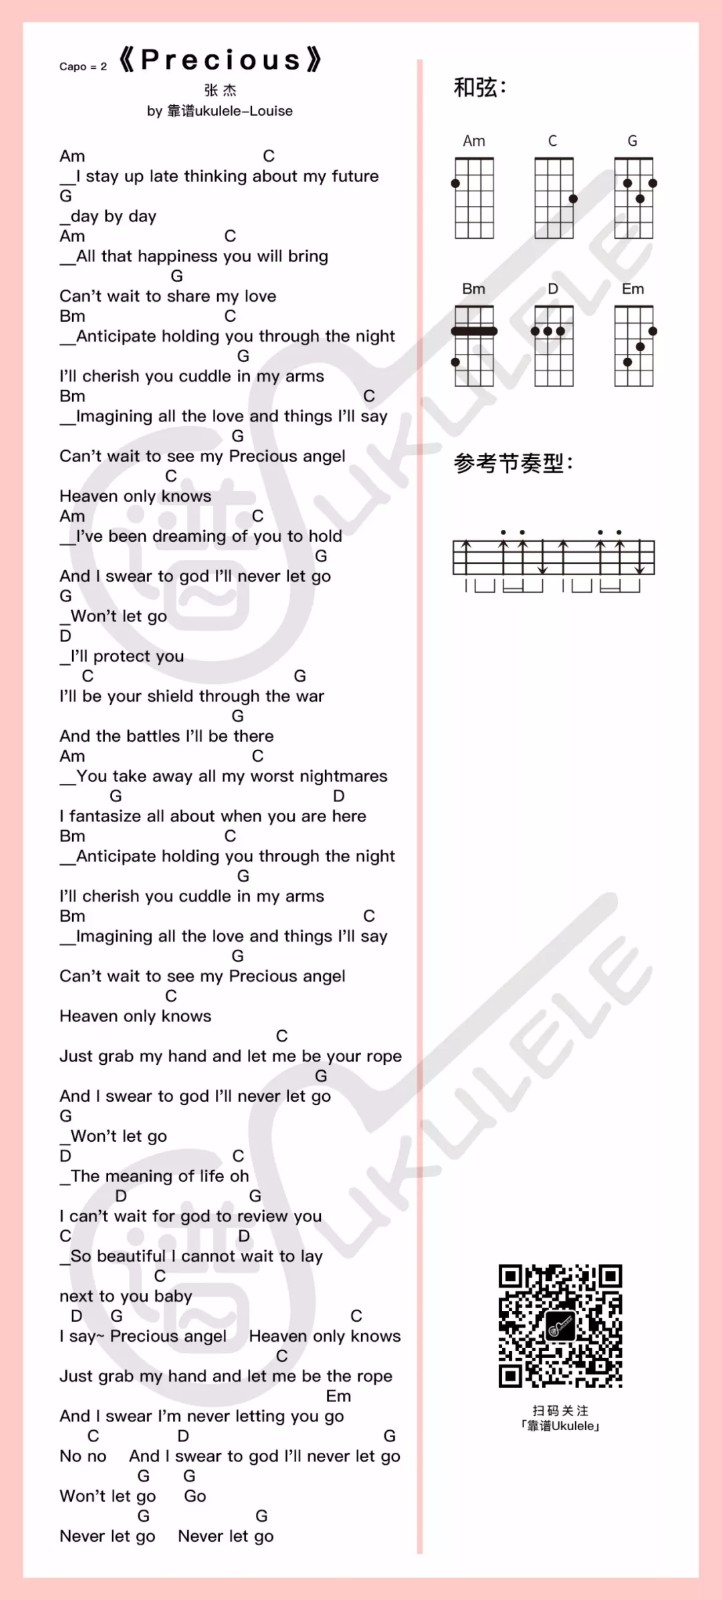 Capo = 2 《Precious》
张 杰
by 靠谱ukulele-Louise
Am C
__I stay up late thinking about my future
G
_day by day
Am C
__All that happiness you will bring
G
Can't wait to share my love
Bm C
__Anticipate holding you through the night
G
I'll cherish you cuddle in my arms
Bm C
__Imagining all the love and things I'll say
G
Can't wait to see my Precious angel
C
Heaven only knows
Am C
__I've been dreaming of you to hold
G
And I swear to god I'll never let go
G
_Won't let go
D
_I'll protect you
C G
I'll be your shield through the war
G
And the battles I'll be there
Am C
__You take away all my worst nightmares
G D
I fantasize all about when you are here
Bm C
__Anticipate holding you through the night
G
I'll cherish you cuddle in my arms
Bm C
__Imagining all the love and things I'll say
G
Can't wait to see my Precious angel
C
Heaven only knows
C
Just grab my hand and let me be your rope
G
And I swear to god I'll never let go
G
_Won't let go
D C
_The meaning of life oh
D G
I can't wait for god to review you
C D
_So beautiful I cannot wait to lay
C
next to you baby
D G C
I say~ Precious angel Heaven only knows
C
Just grab my hand and let me be the rope
Em
And I swear I'm never letting you go
C D G
No no And I swear to god I'll never let go
G G
Won't let go Go
G G
Never let go Never let go
和弦：
Am C G
Bm D Em
参考节奏型：
扫码关注
「靠谱Ukulele」
谱 UKULELE
谱 UKULELE